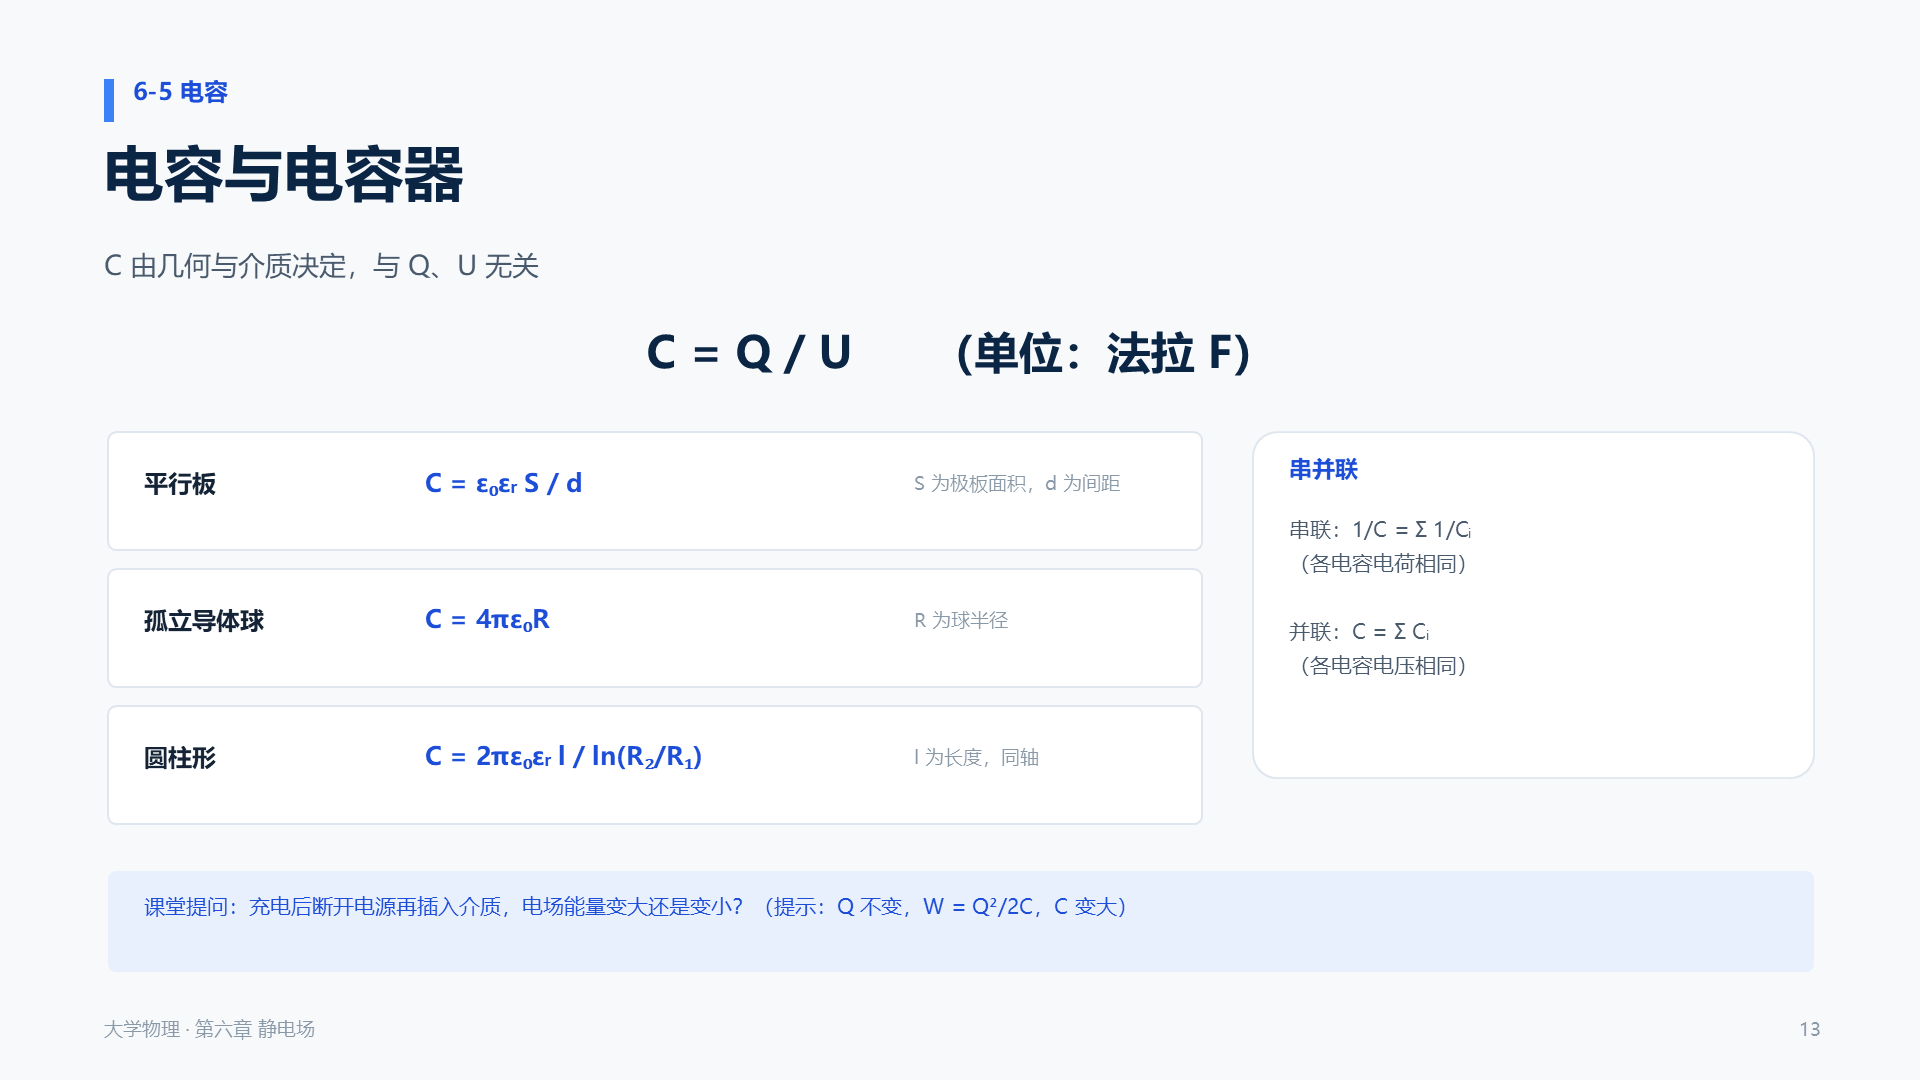 6-5 电容
电容与电容器
C 由几何与介质决定，与 Q、U 无关
C = Q / U （单位：法拉 F）
平行板 C = ε₀εᵣ S / d S 为极板面积，d 为间距
孤立导体球 C = 4πε₀R R 为球半径
圆柱形 C = 2πε₀εᵣ l / ln(R₂/R₁) l 为长度，同轴
串并联
串联：1/C = Σ 1/Cᵢ
（各电容电荷相同）
并联：C = Σ Cᵢ
（各电容电压相同）
课堂提问：充电后断开电源再插入介质，电场能量变大还是变小？（提示：Q 不变，W = Q²/2C，C 变大）
大学物理 · 第六章 静电场
13